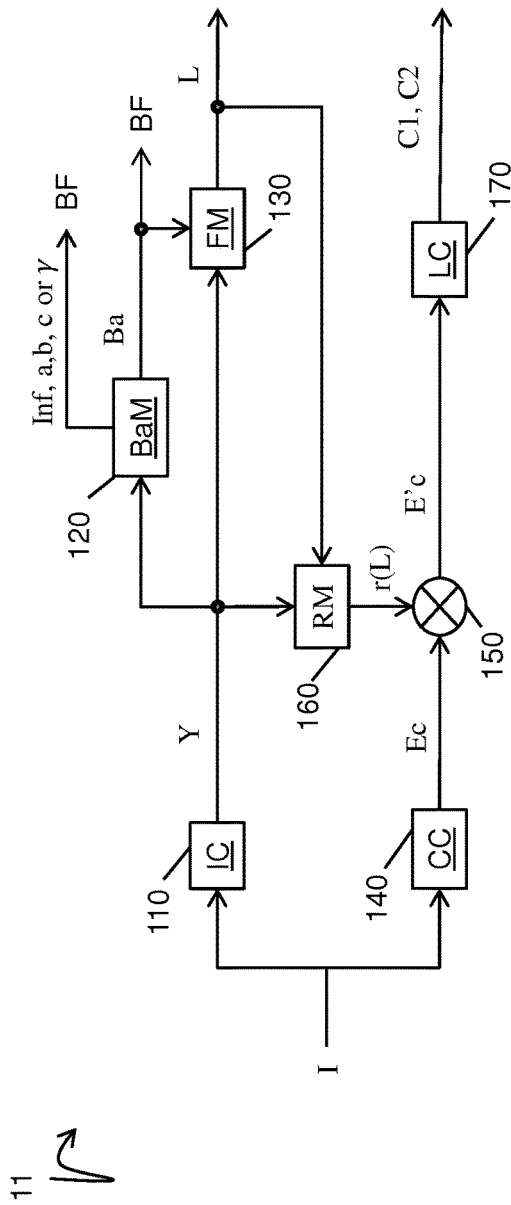 11
I
110
IC
Y
120
BaM
Inf, a,b, c or γ
BF
Ba
BF
FM
130
L
160
RM
r(L)
140
CC
Ec
150
E'c
LC
170
C1, C2